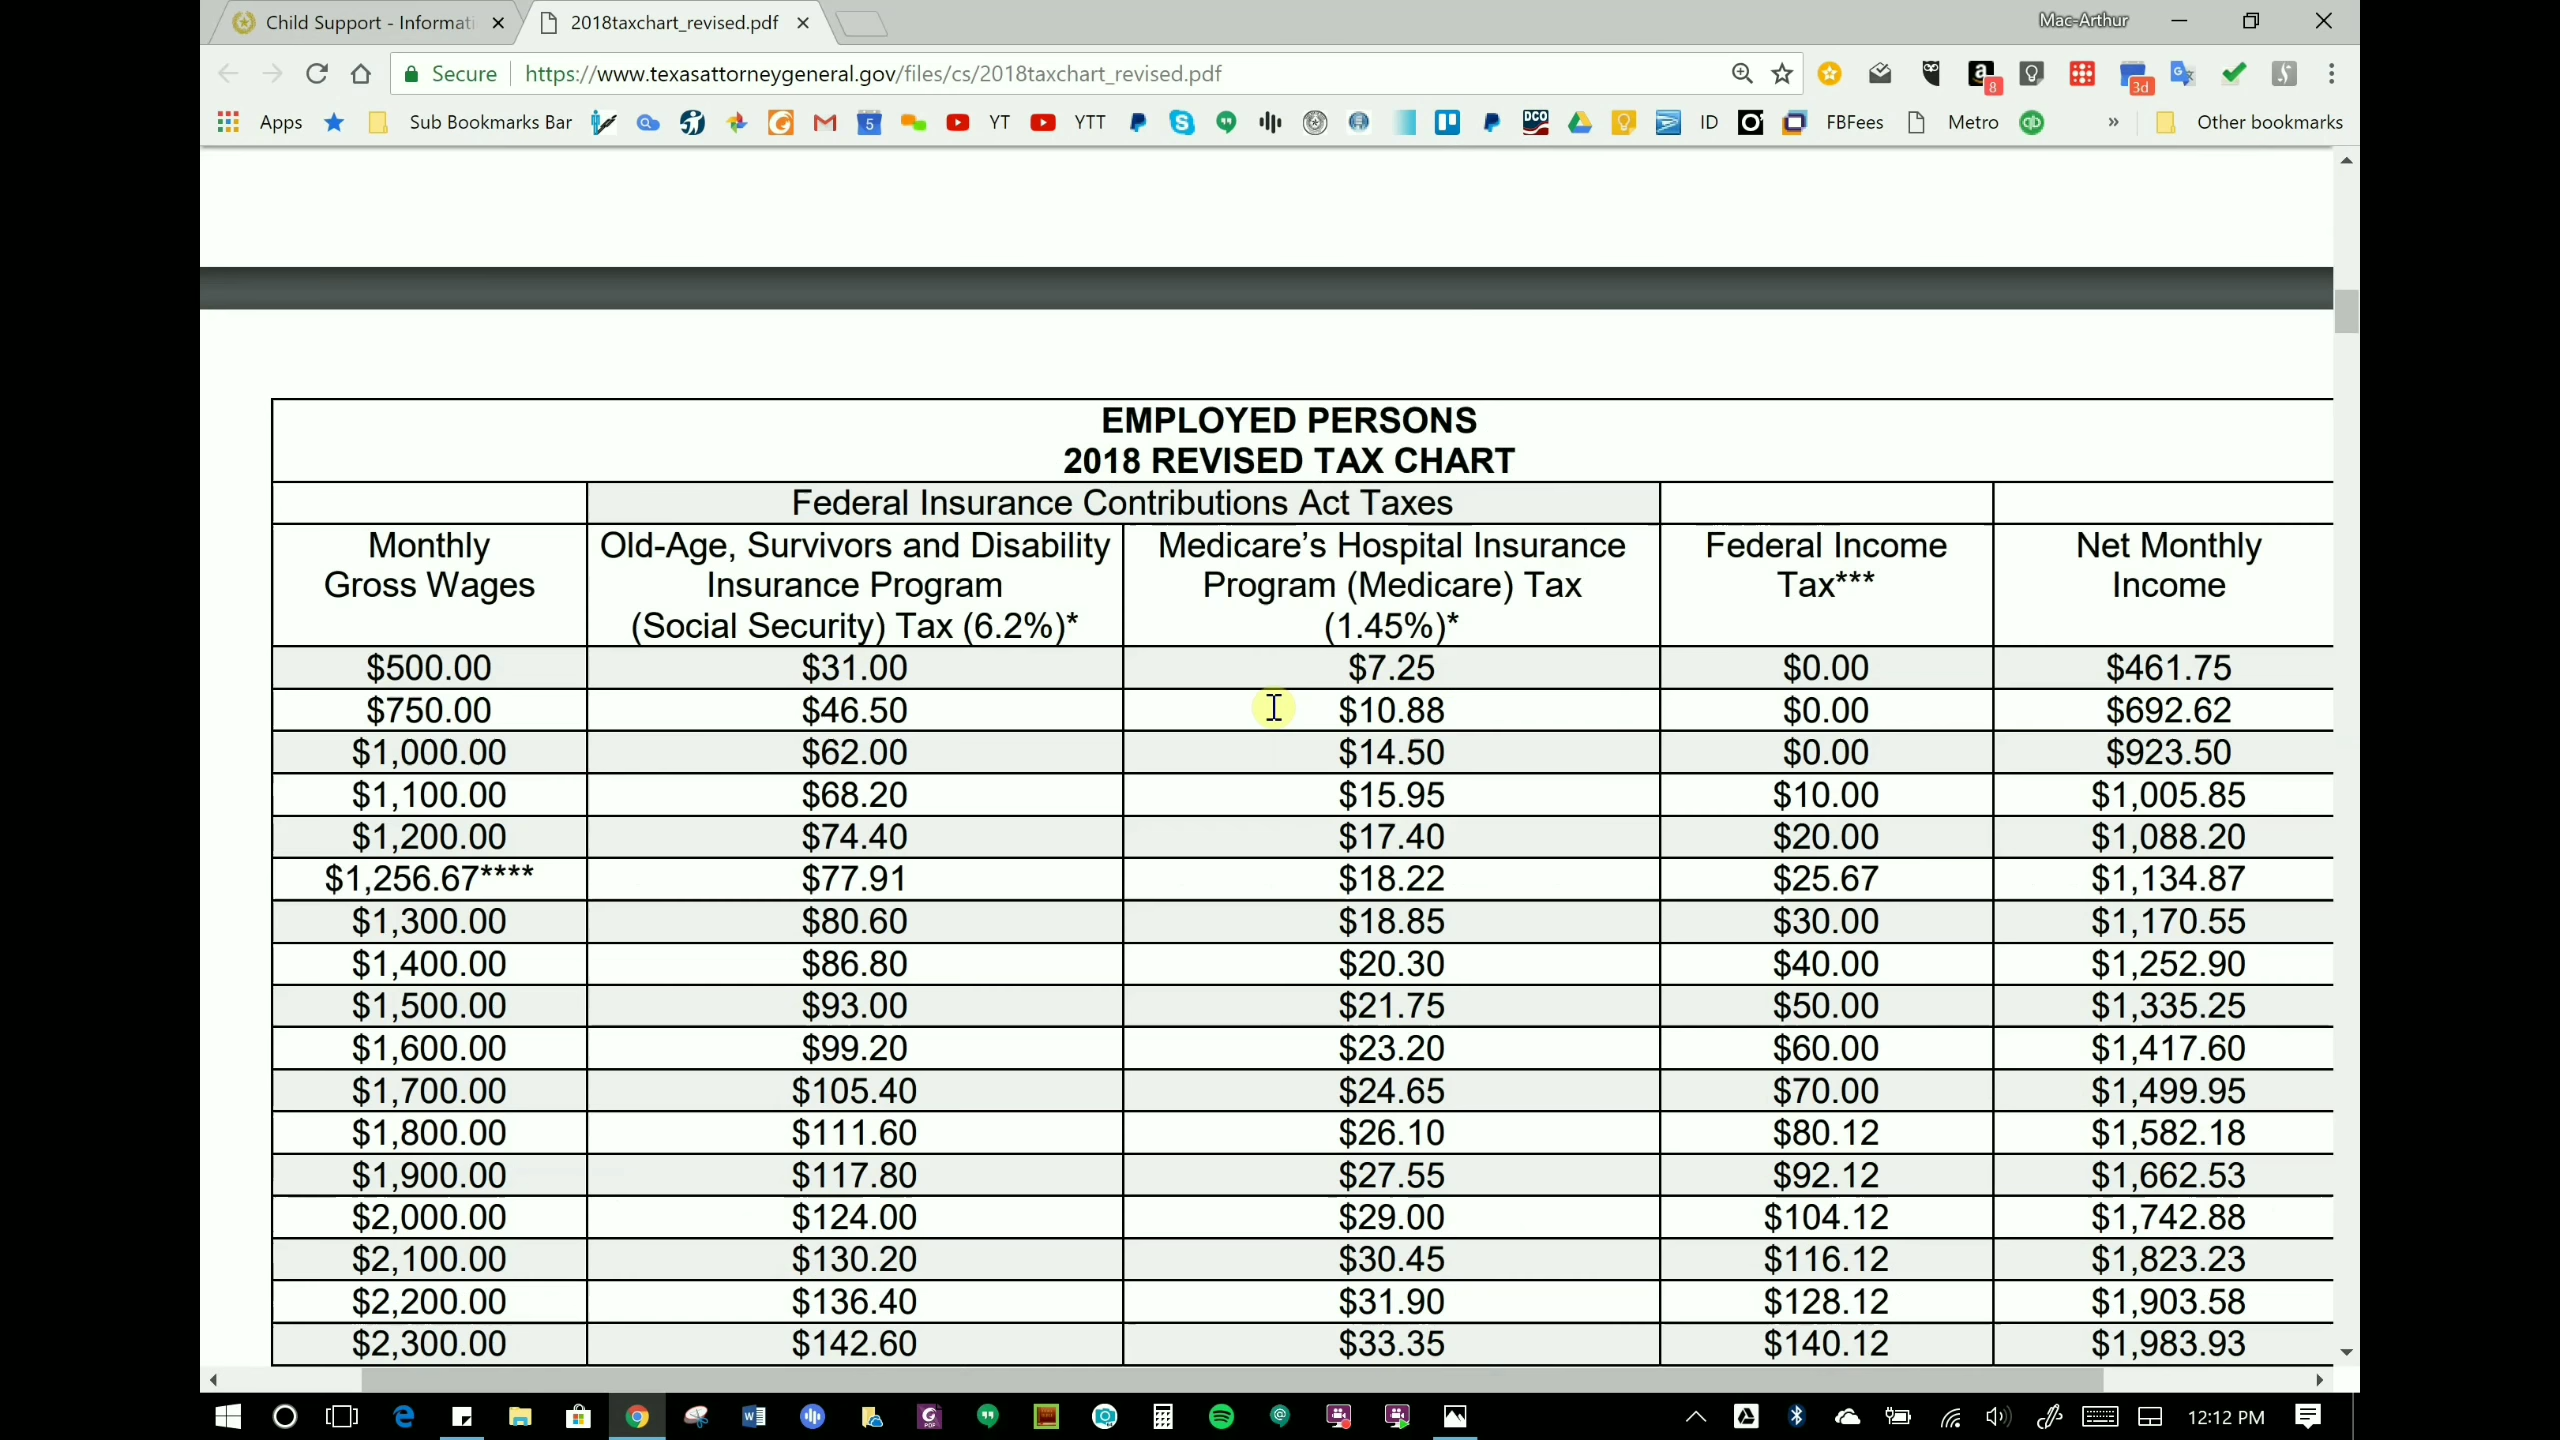 Child Support - Informati
2018taxchart_revised.pdf
Mac-Arthur
Secure https://www.texasattorneygeneral.gov/files/cs/2018taxchart_revised.pdf
8
3d
Apps Sub Bookmarks Bar 5 YT YTT DCO ID FBFees Metro qb » Other bookmarks
EMPLOYED PERSONS
2018 REVISED TAX CHART
Federal Insurance Contributions Act Taxes
Monthly Gross Wages
Old-Age, Survivors and Disability Insurance Program (Social Security) Tax (6.2%)*
Medicare's Hospital Insurance Program (Medicare) Tax (1.45%)*
Federal Income Tax***
Net Monthly Income
$500.00 $31.00 $7.25 $0.00 $461.75
$750.00 $46.50 $10.88 $0.00 $692.62
$1,000.00 $62.00 $14.50 $0.00 $923.50
$1,100.00 $68.20 $15.95 $10.00 $1,005.85
$1,200.00 $74.40 $17.40 $20.00 $1,088.20
$1,256.67**** $77.91 $18.22 $25.67 $1,134.87
$1,300.00 $80.60 $18.85 $30.00 $1,170.55
$1,400.00 $86.80 $20.30 $40.00 $1,252.90
$1,500.00 $93.00 $21.75 $50.00 $1,335.25
$1,600.00 $99.20 $23.20 $60.00 $1,417.60
$1,700.00 $105.40 $24.65 $70.00 $1,499.95
$1,800.00 $111.60 $26.10 $80.12 $1,582.18
$1,900.00 $117.80 $27.55 $92.12 $1,662.53
$2,000.00 $124.00 $29.00 $104.12 $1,742.88
$2,100.00 $130.20 $30.45 $116.12 $1,823.23
$2,200.00 $136.40 $31.90 $128.12 $1,903.58
$2,300.00 $142.60 $33.35 $140.12 $1,983.93
12:12 PM